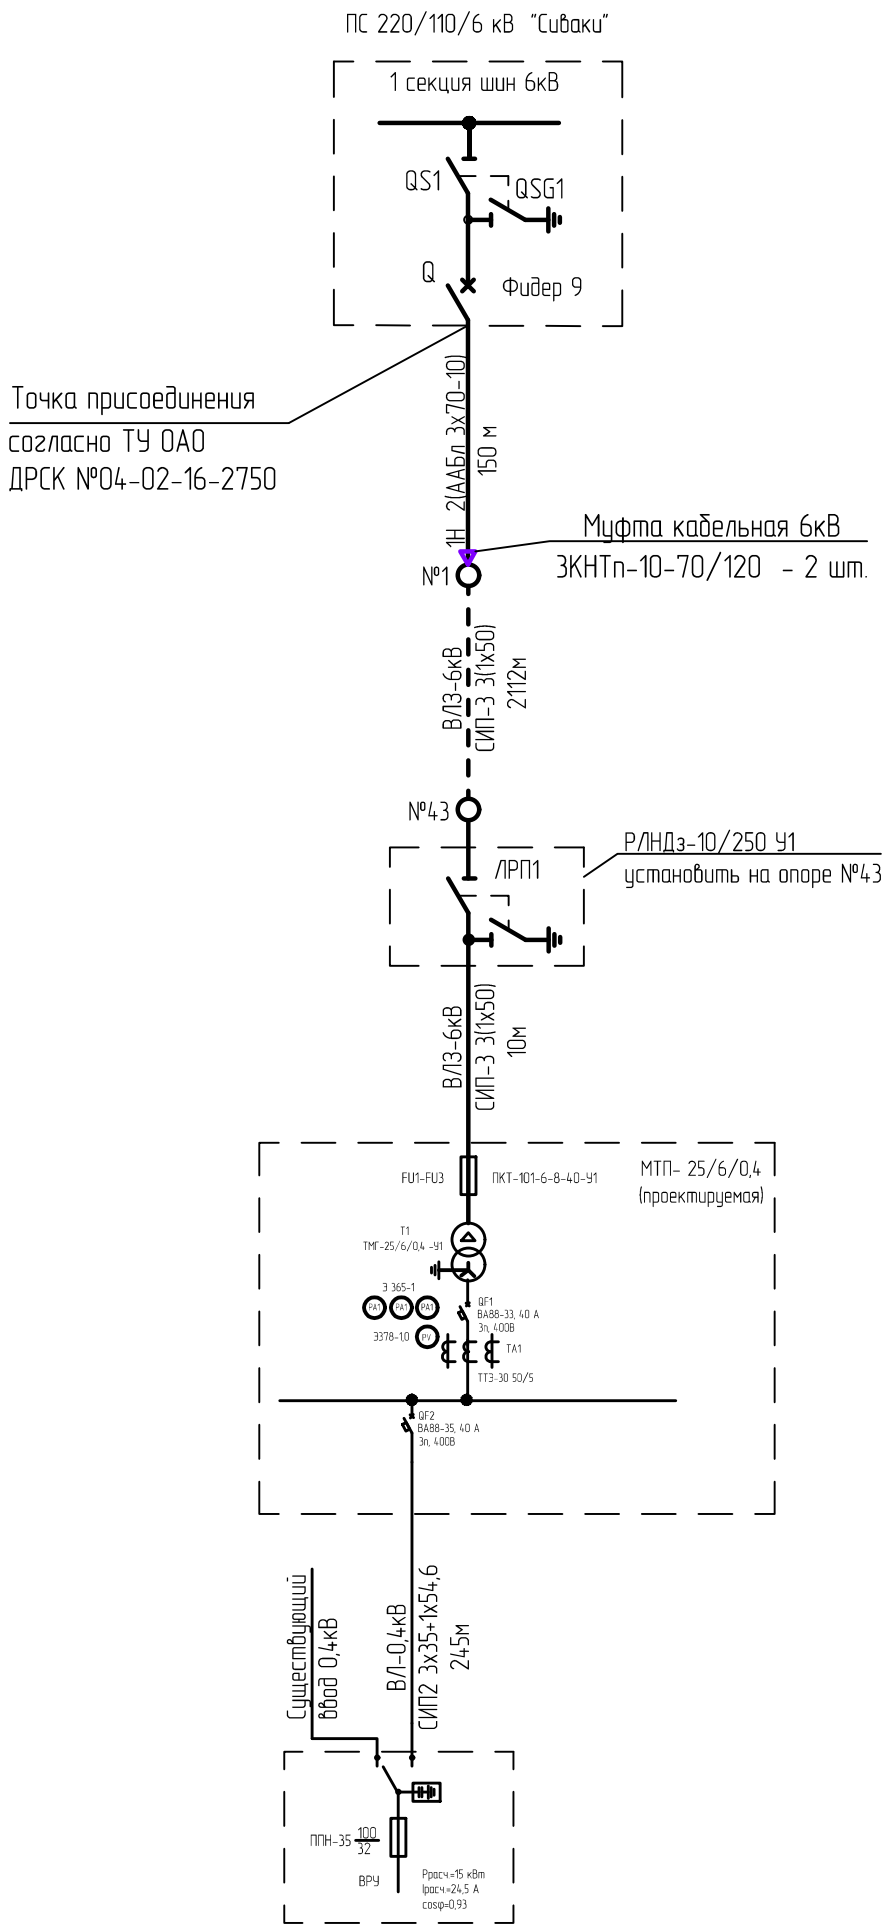 ПС 220/110/6 кВ "Сиваки"
1 секция шин 6кВ
QS1
QSG1
Q
Фидер 9
Точка присоединения
согласно ТУ ОАО
ДРСК №04-02-16-2750
1Н 2(ААБл 3х70-10)
150 м
Муфта кабельная 6кВ
3КНТп-10-70/120 - 2 шт.
№1
ВЛЗ-6кВ
СИП-3 3(1х50)
2112м
№43
РЛНДз-10/250 У1
установить на опоре №43
ЛРП1
ВЛЗ-6кВ
СИП-3 3(1х50)
10м
МТП- 25/6/0,4
(проектируемая)
FU1-FU3
ПКТ-101-6-8-40-У1
Т1
ТМГ-25/6/0,4 -У1
Э 365-1
РА1 РА1 РА1
QF1
ВА88-33, 40 А
3п, 400В
Э378-1,0
PV
ТА1
ТТЭ-30 50/5
QF2
ВА88-35, 40 А
3п, 400В
Существующий
ввод 0,4кВ
ВЛ-0,4кВ
СИП2 3х35+1х54,6
245м
ППН-35 100
32
ВРУ
Ррасч.=15 кВт
Iрасч.=24,5 А
cosφ=0,93